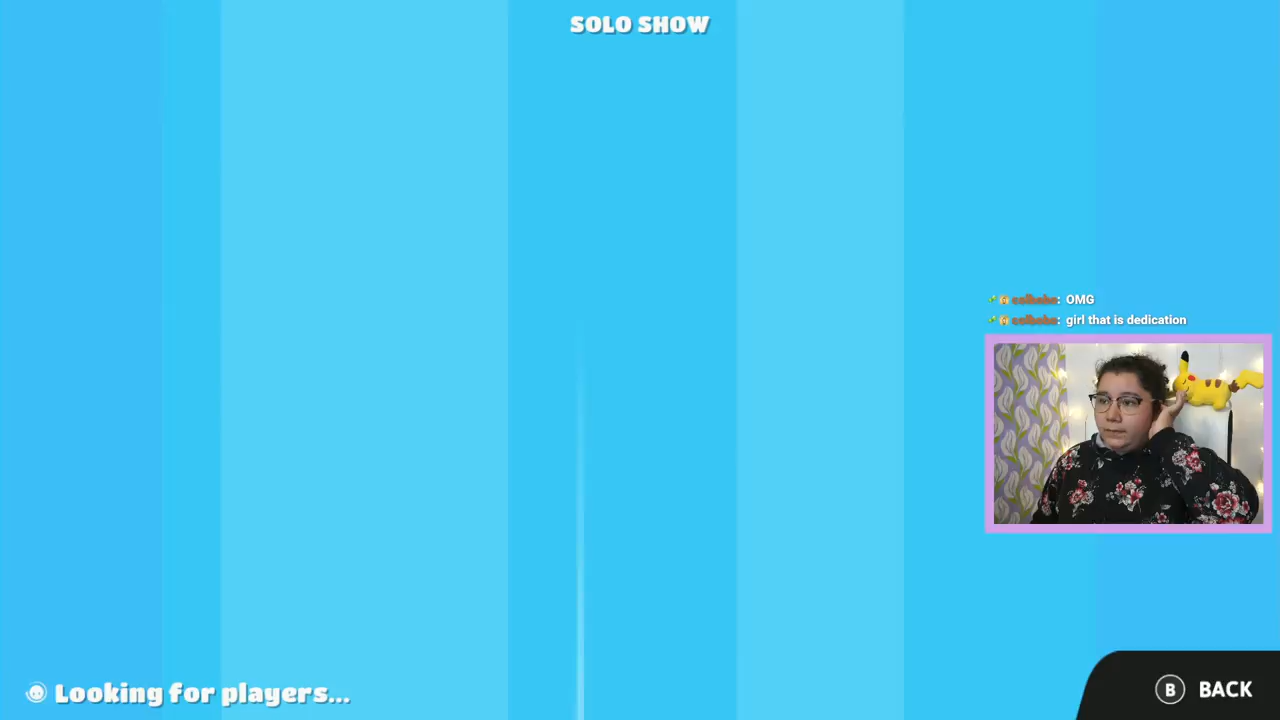 SOLO SHOW
: OMG
: girl that is dedication
Looking for players...
B BACK